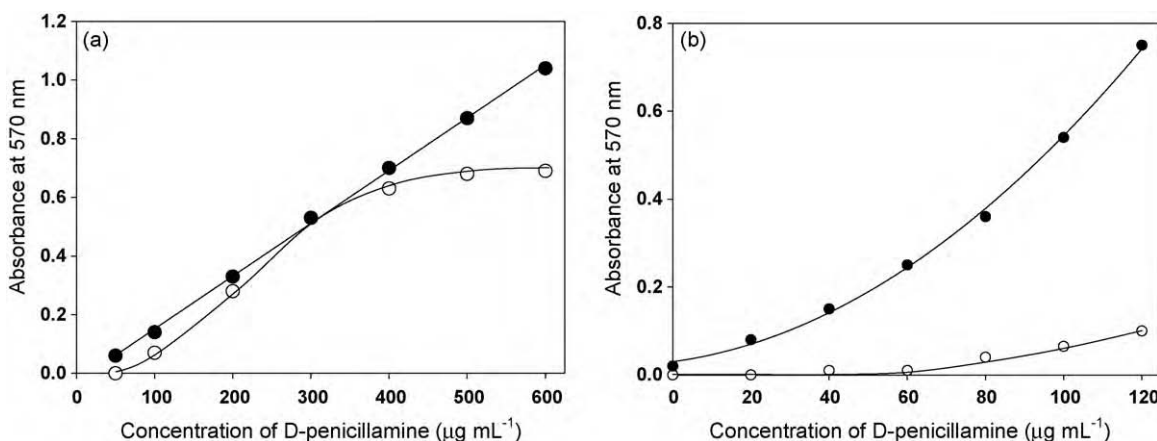 (a)
Absorbance at 570 nm
1.2
1.0
0.8
0.6
0.4
0.2
0.0
0 100 200 300 400 500 600
Concentration of D-penicillamine (μg mL⁻¹)
(b)
Absorbance at 570 nm
0.8
0.6
0.4
0.2
0.0
0 20 40 60 80 100 120
Concentration of D-penicillamine (μg mL⁻¹)